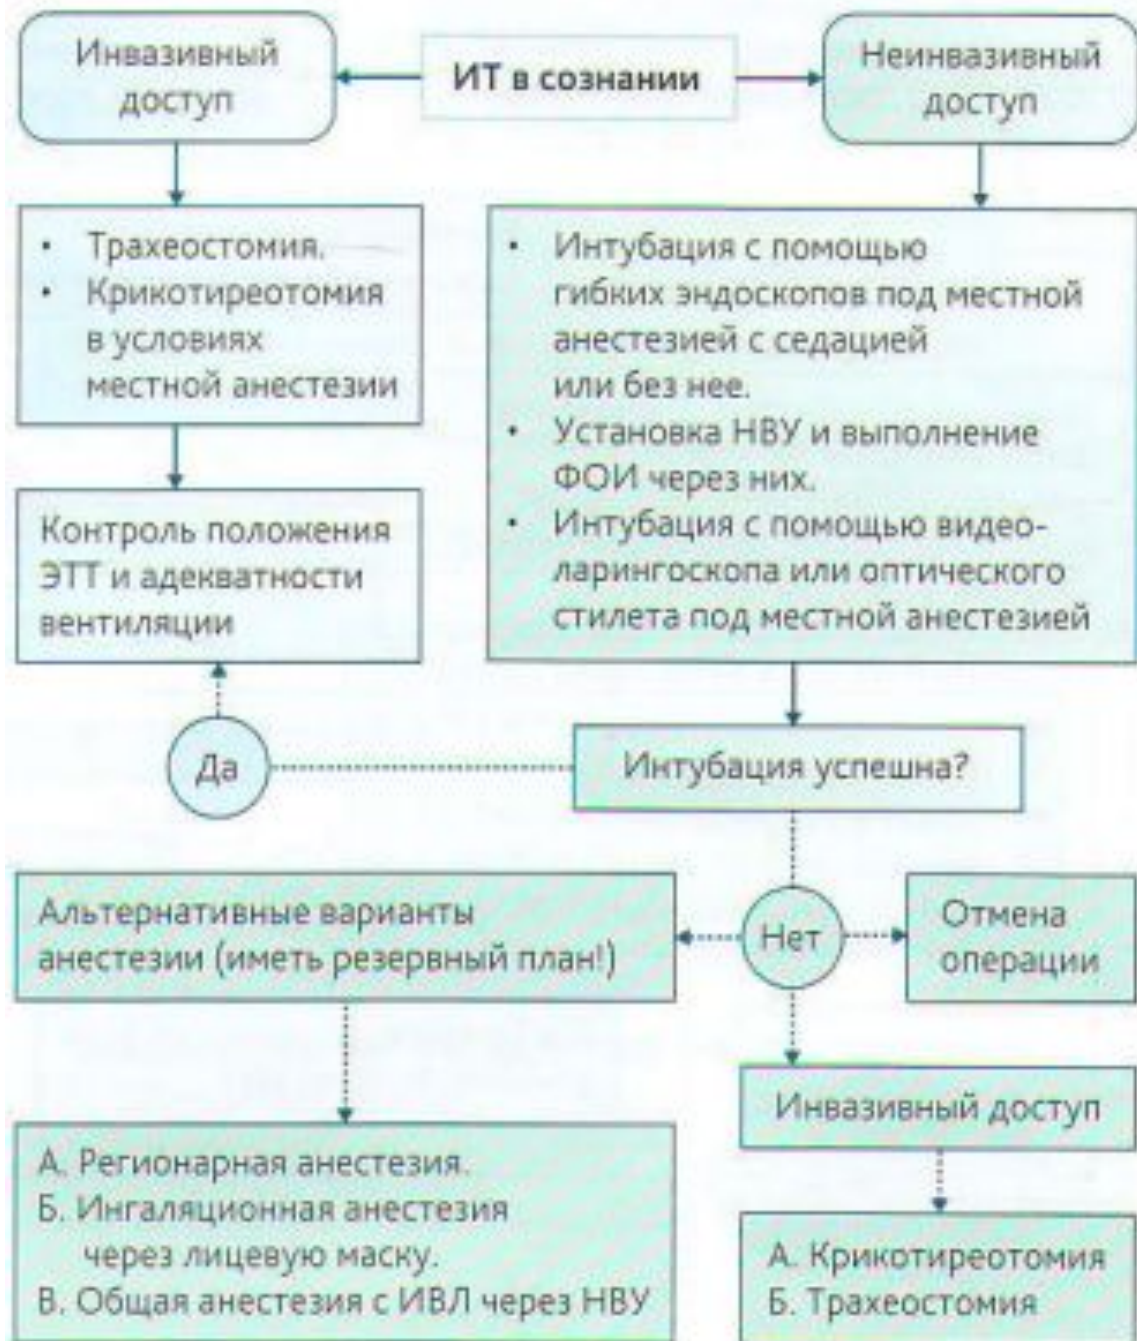 Инвазивный
доступ
ИТ в сознании
Неинвазивный
доступ
• Трахеостомия.
• Крикотиреотомия
в условиях
местной анестезии
• Интубация с помощью
гибких эндоскопов под местной
анестезией с седацией
или без нее.
• Установка НВУ и выполнение
ФОИ через них.
• Интубация с помощью видео-
ларингоскопа или оптического
стилета под местной анестезией
Контроль положения
ЭТТ и адекватности
вентиляции
Да
Интубация успешна?
Альтернативные варианты
анестезии (иметь резервный план!)
Нет
Отмена
операции
Инвазивный доступ
А. Регионарная анестезия.
Б. Ингаляционная анестезия
через лицевую маску.
В. Общая анестезия с ИВЛ через НВУ
А. Крикотиреотомия
Б. Трахеостомия